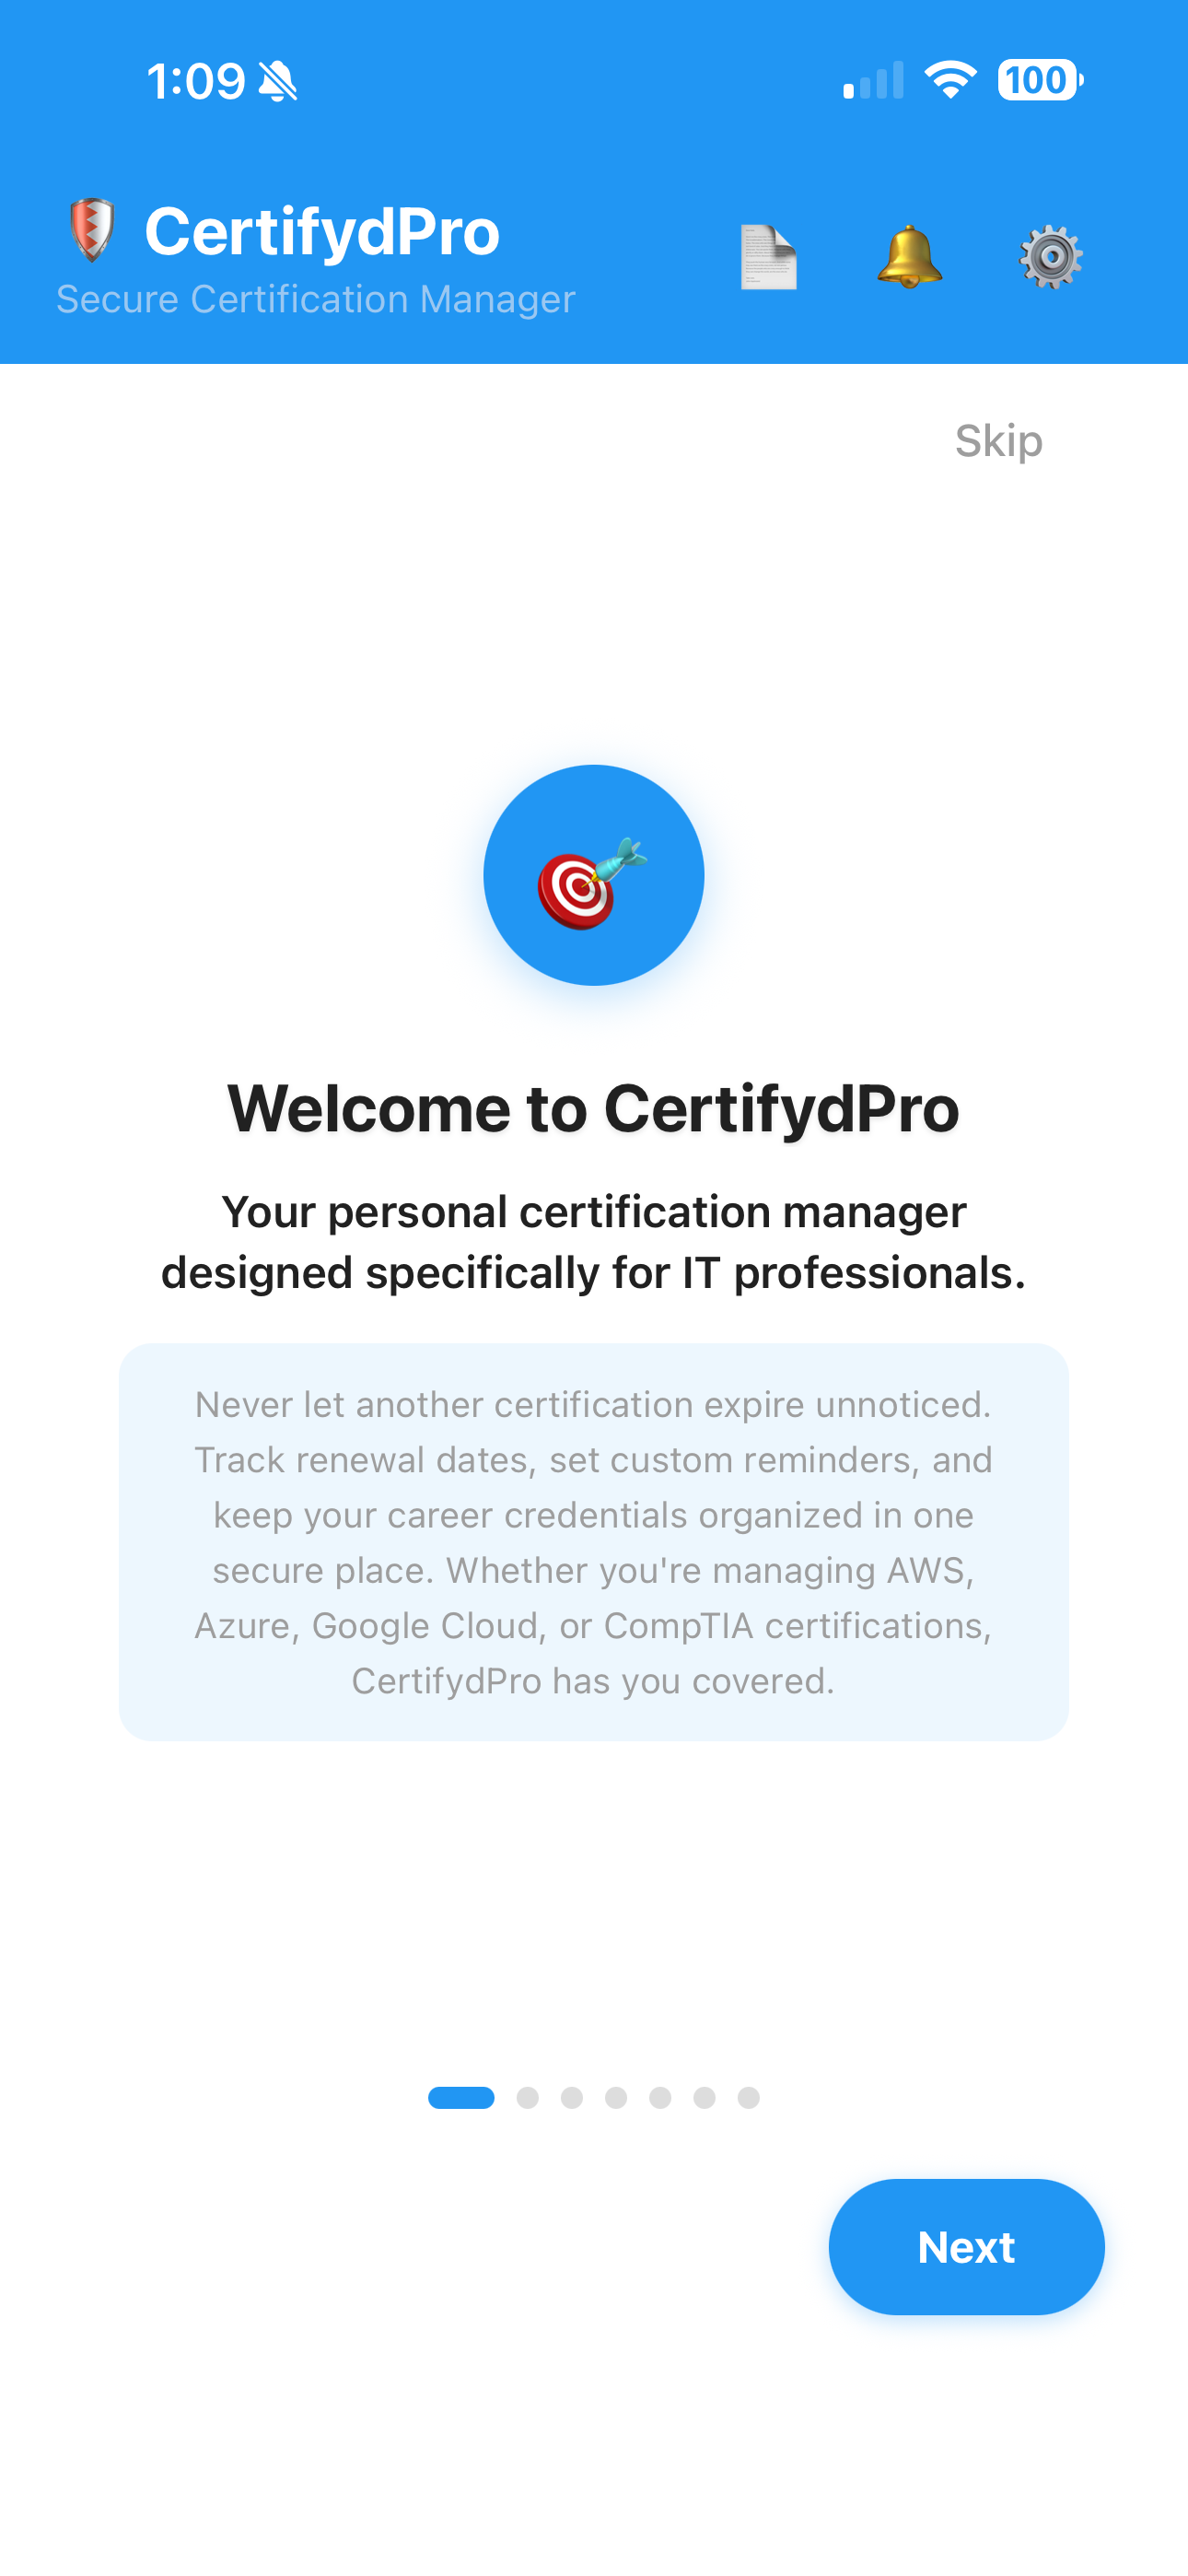 1:09
100
CertifydPro
Secure Certification Manager
Skip
Welcome to CertifydPro
Your personal certification manager
designed specifically for IT professionals.
Never let another certification expire unnoticed.
Track renewal dates, set custom reminders, and
keep your career credentials organized in one
secure place. Whether you're managing AWS,
Azure, Google Cloud, or CompTIA certifications,
CertifydPro has you covered.
Next